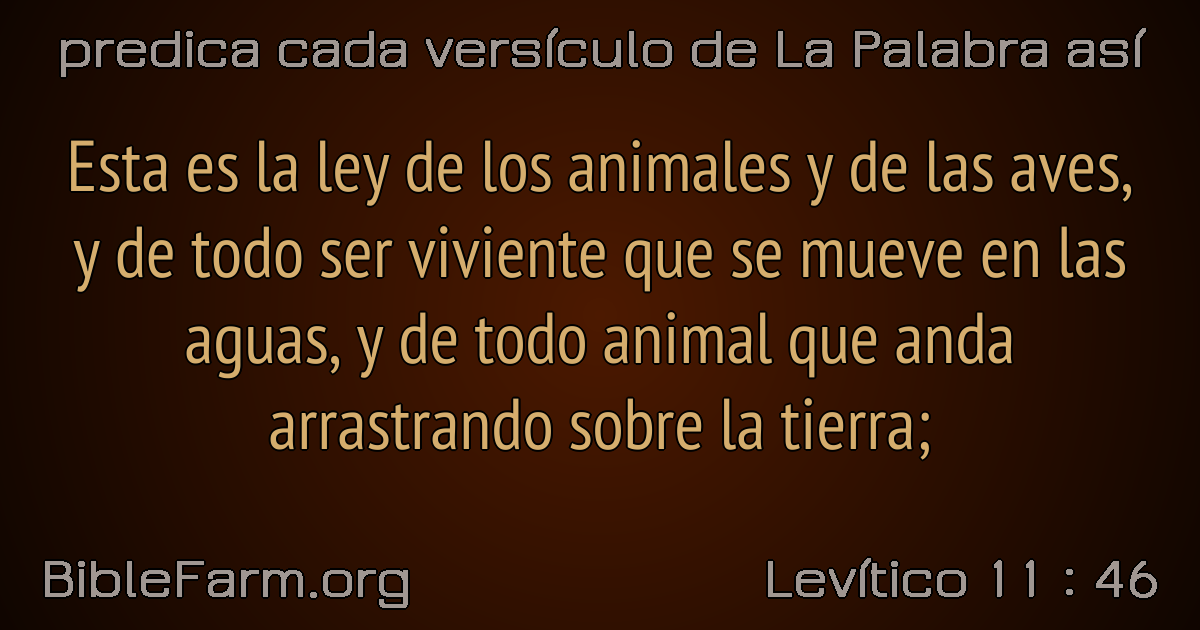 predica cada versículo de La Palabra así
Esta es la ley de los animales y de las aves,
y de todo ser viviente que se mueve en las
aguas, y de todo animal que anda
arrastrando sobre la tierra;
BibleFarm.org
Levítico 11 : 46